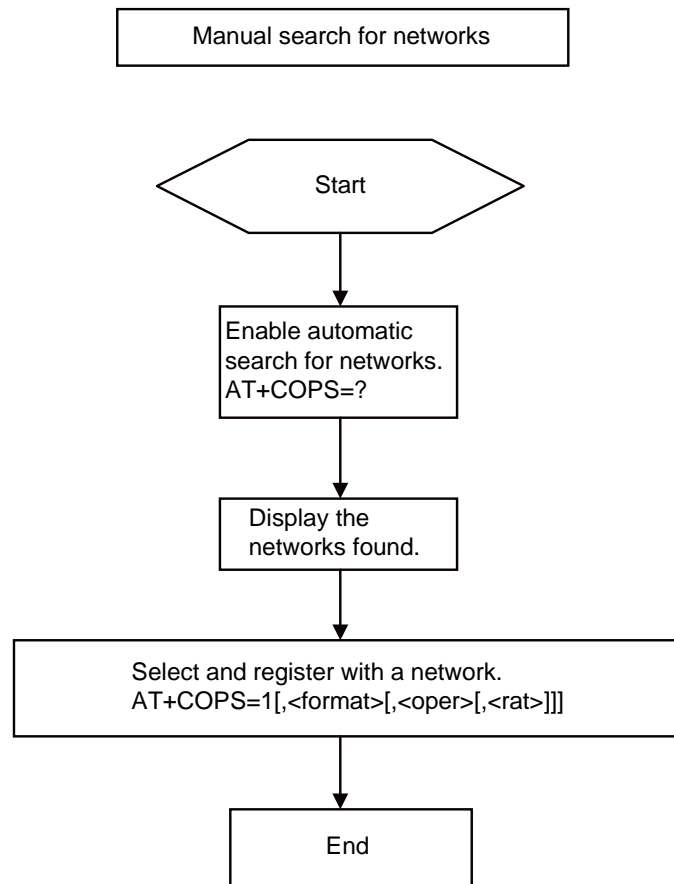 Manual search for networks
Start
Enable automatic
search for networks.
AT+COPS=?
Display the
networks found.
Select and register with a network.
AT+COPS=1[,<format>[,<oper>[,<rat>]]]
End